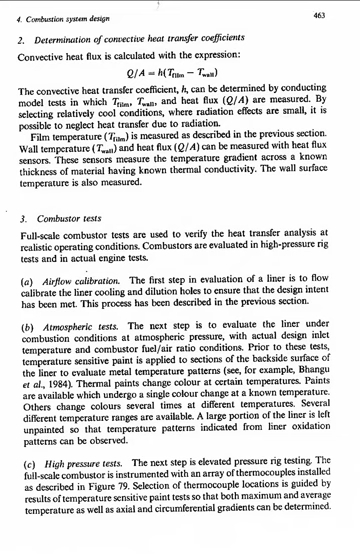 4. Combustion system design 463
2. Determination of convective heat transfer coefficients
Convective heat flux is calculated with the expression:
Q/A = h(T_film − T_wall)
The convective heat transfer coefficient, h, can be determined by conducting
model tests in which T_film, T_wall, and heat flux (Q/A) are measured. By
selecting relatively cool conditions, where radiation effects are small, it is
possible to neglect heat transfer due to radiation.
Film temperature (T_film) is measured as described in the previous section.
Wall temperature (T_wall) and heat flux (Q/A) can be measured with heat flux
sensors. These sensors measure the temperature gradient across a known
thickness of material having known thermal conductivity. The wall surface
temperature is also measured.
3. Combustor tests
Full-scale combustor tests are used to verify the heat transfer analysis at
realistic operating conditions. Combustors are evaluated in high-pressure rig
tests and in actual engine tests.
(a) Airflow calibration. The first step in evaluation of a liner is to flow
calibrate the liner cooling and dilution holes to ensure that the design intent
has been met. This process has been described in the previous section.
(b) Atmospheric tests. The next step is to evaluate the liner under
combustion conditions at atmospheric pressure, with actual design inlet
temperature and combustor fuel/air ratio conditions. Prior to these tests,
temperature sensitive paint is applied to sections of the backside surface of
the liner to evaluate metal temperature patterns (see, for example, Bhangu
et al., 1984). Thermal paints change colour at certain temperatures. Paints
are available which undergo a single colour change at a known temperature.
Others change colours several times at different temperatures. Several
different temperature ranges are available. A large portion of the liner is left
unpainted so that temperature patterns indicated from liner oxidation
patterns can be observed.
(c) High pressure tests. The next step is elevated pressure rig testing. The
full-scale combustor is instrumented with an array of thermocouples installed
as described in Figure 79. Selection of thermocouple locations is guided by
results of temperature sensitive paint tests so that both maximum and average
temperature as well as axial and circumferential gradients can be determined.